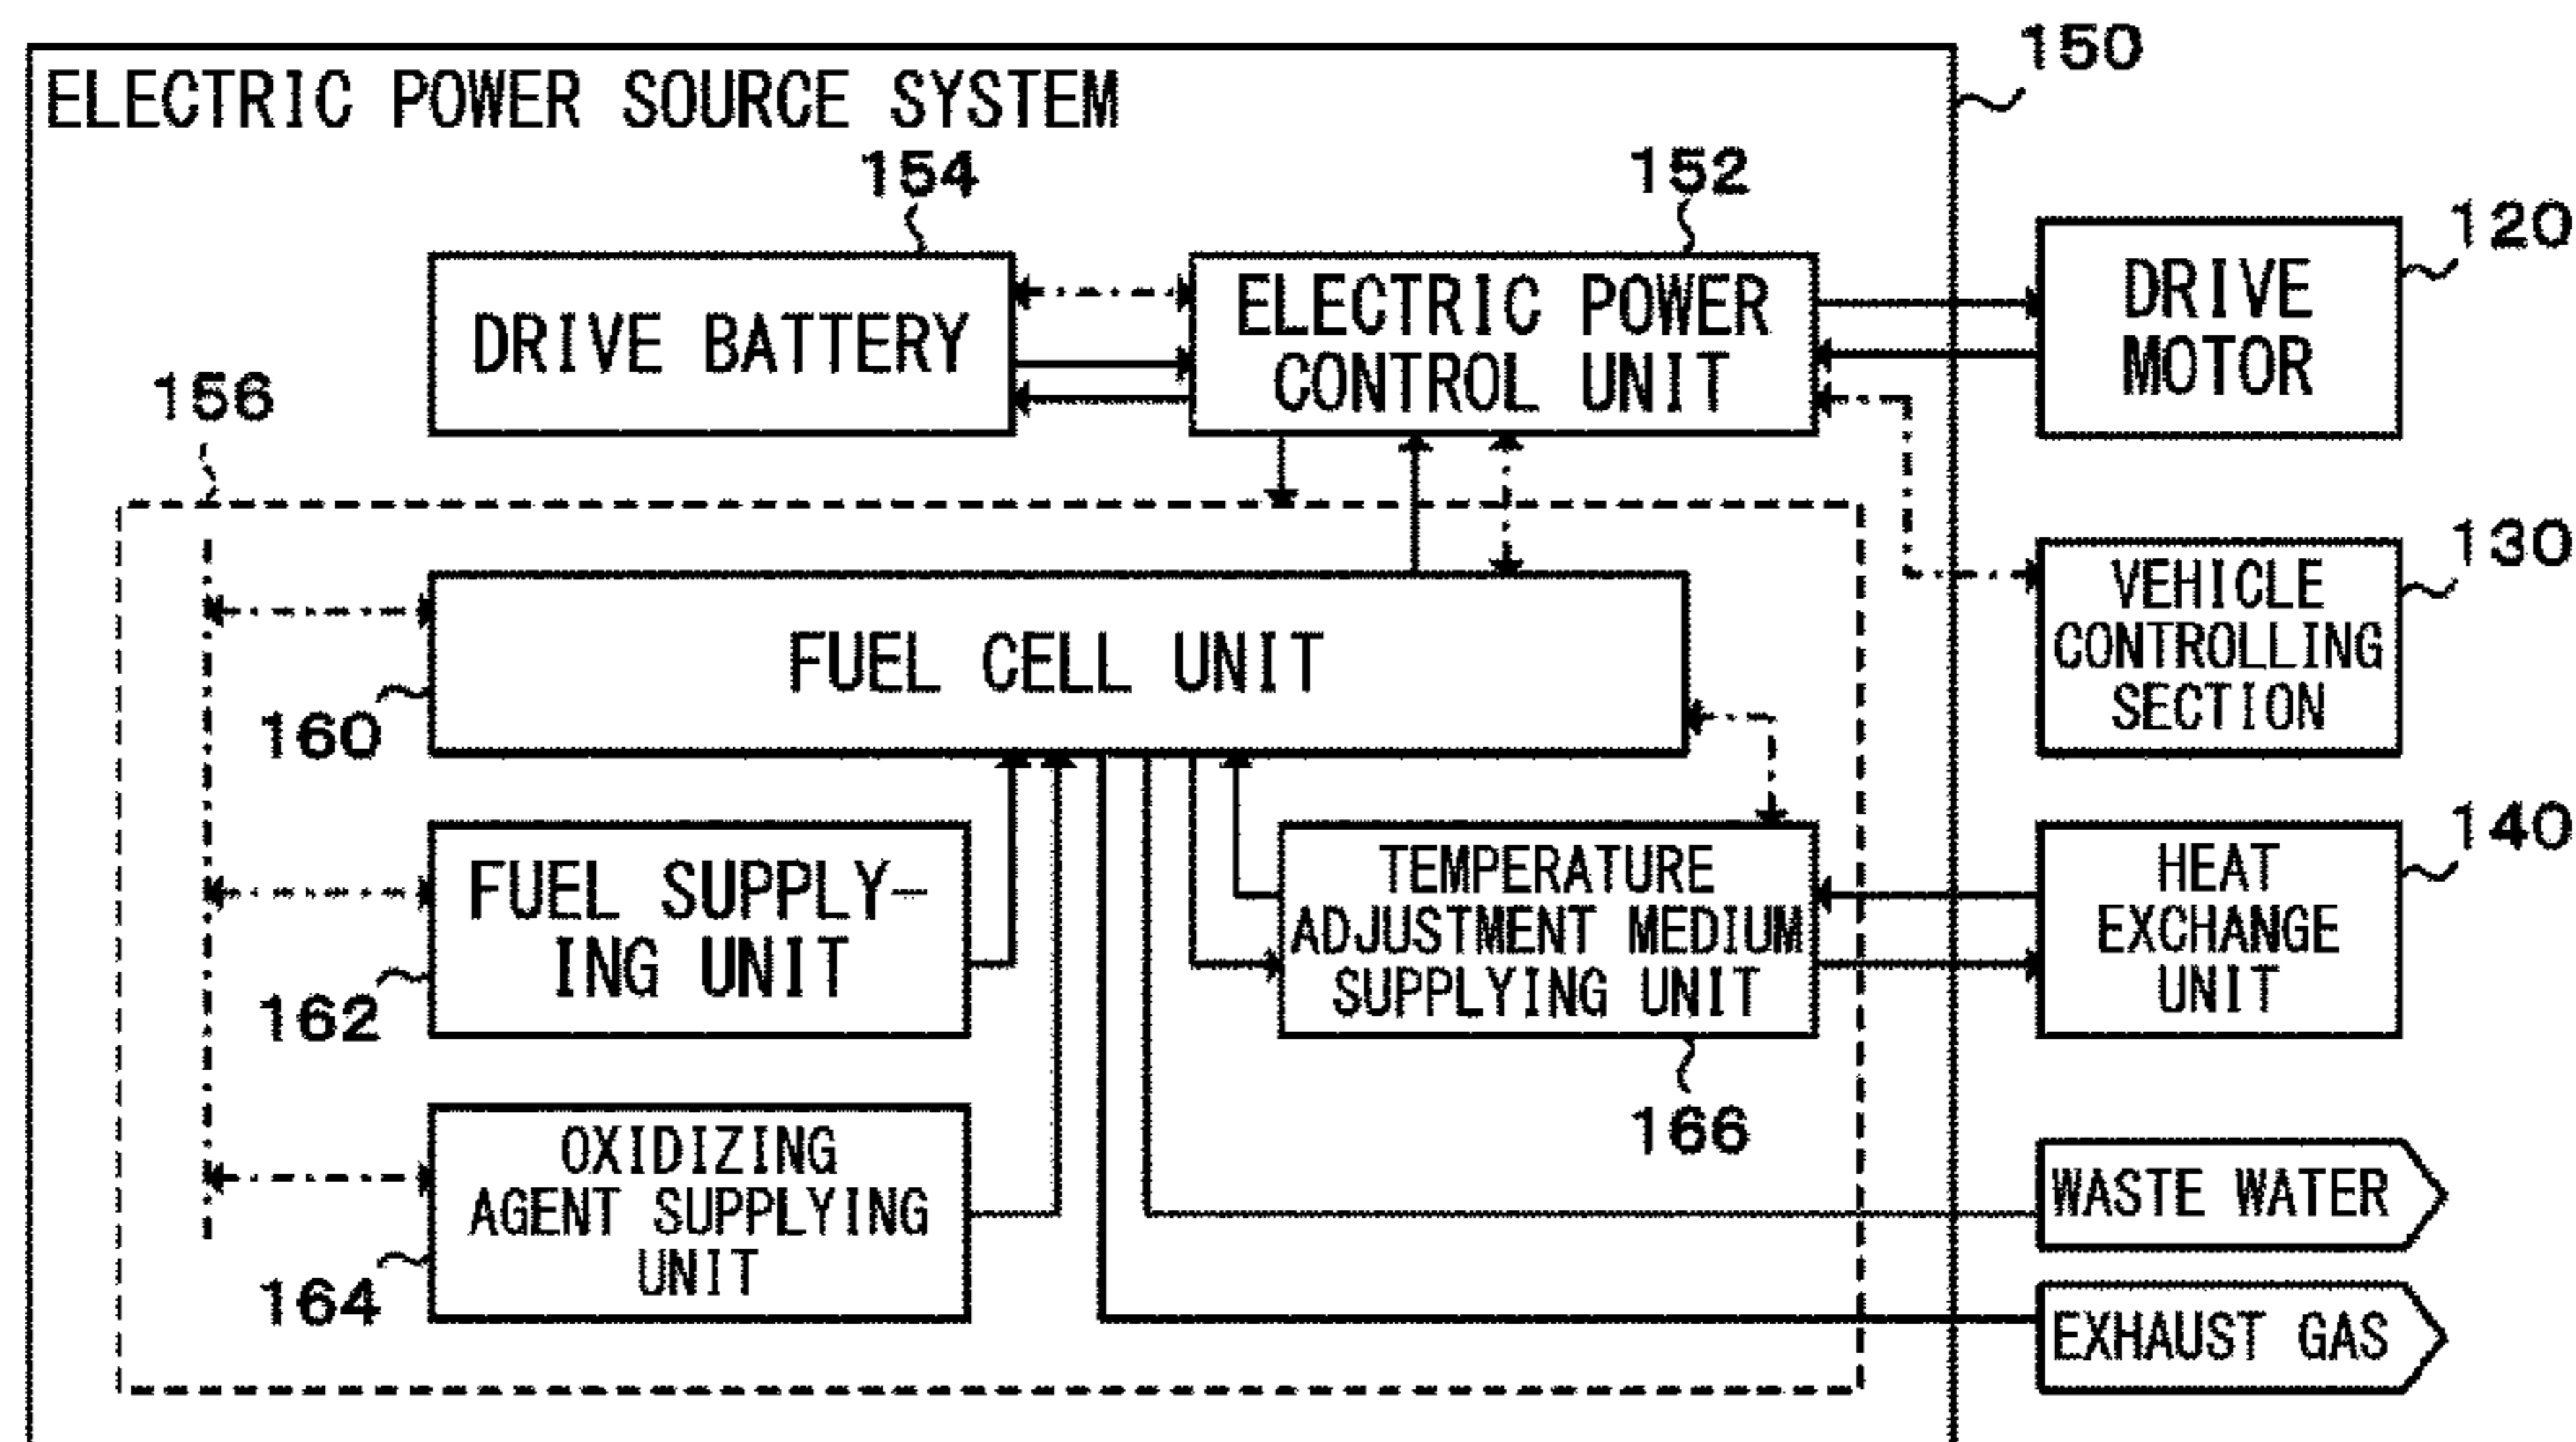 150
ELECTRIC POWER SOURCE SYSTEM
154
152
120
DRIVE BATTERY
ELECTRIC POWER
CONTROL UNIT
DRIVE
MOTOR
156
130
VEHICLE
CONTROLLING
SECTION
FUEL CELL UNIT
160
140
FUEL SUPPLY-
ING UNIT
162
TEMPERATURE
ADJUSTMENT MEDIUM
SUPPLYING UNIT
166
HEAT
EXCHANGE
UNIT
OXIDIZING
AGENT SUPPLYING
UNIT
164
WASTE WATER
EXHAUST GAS